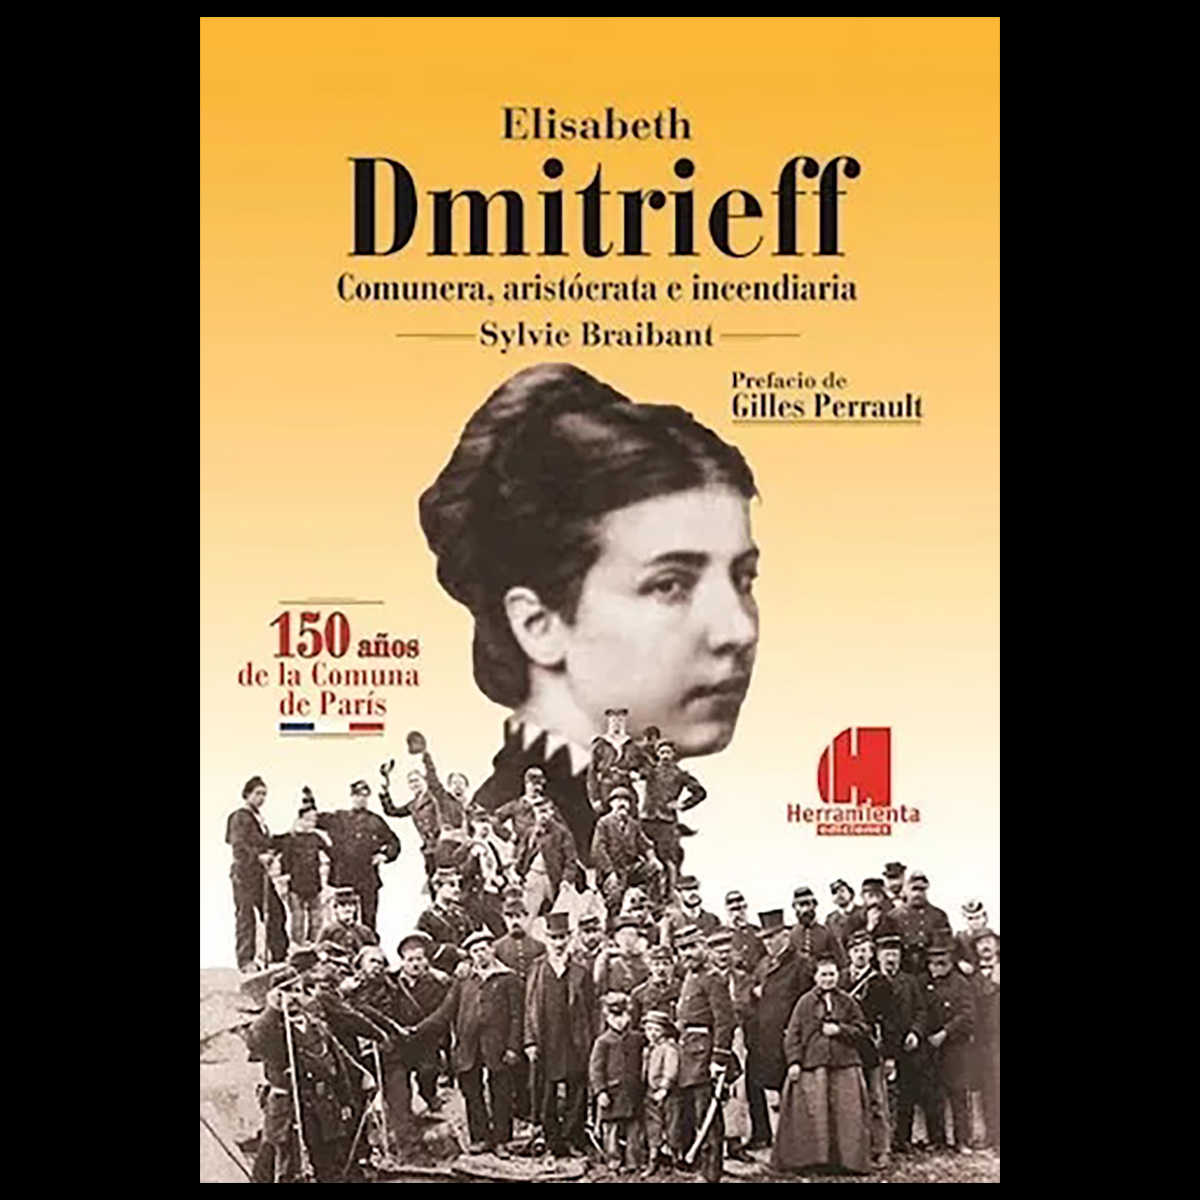 Elisabeth
Dmitrieff
Comunera, aristócrata e incendiaria
Sylvie Braibant
Prefacio de
Gilles Perrault
150 años
de la Comuna
de París
Herramienta
ediciones